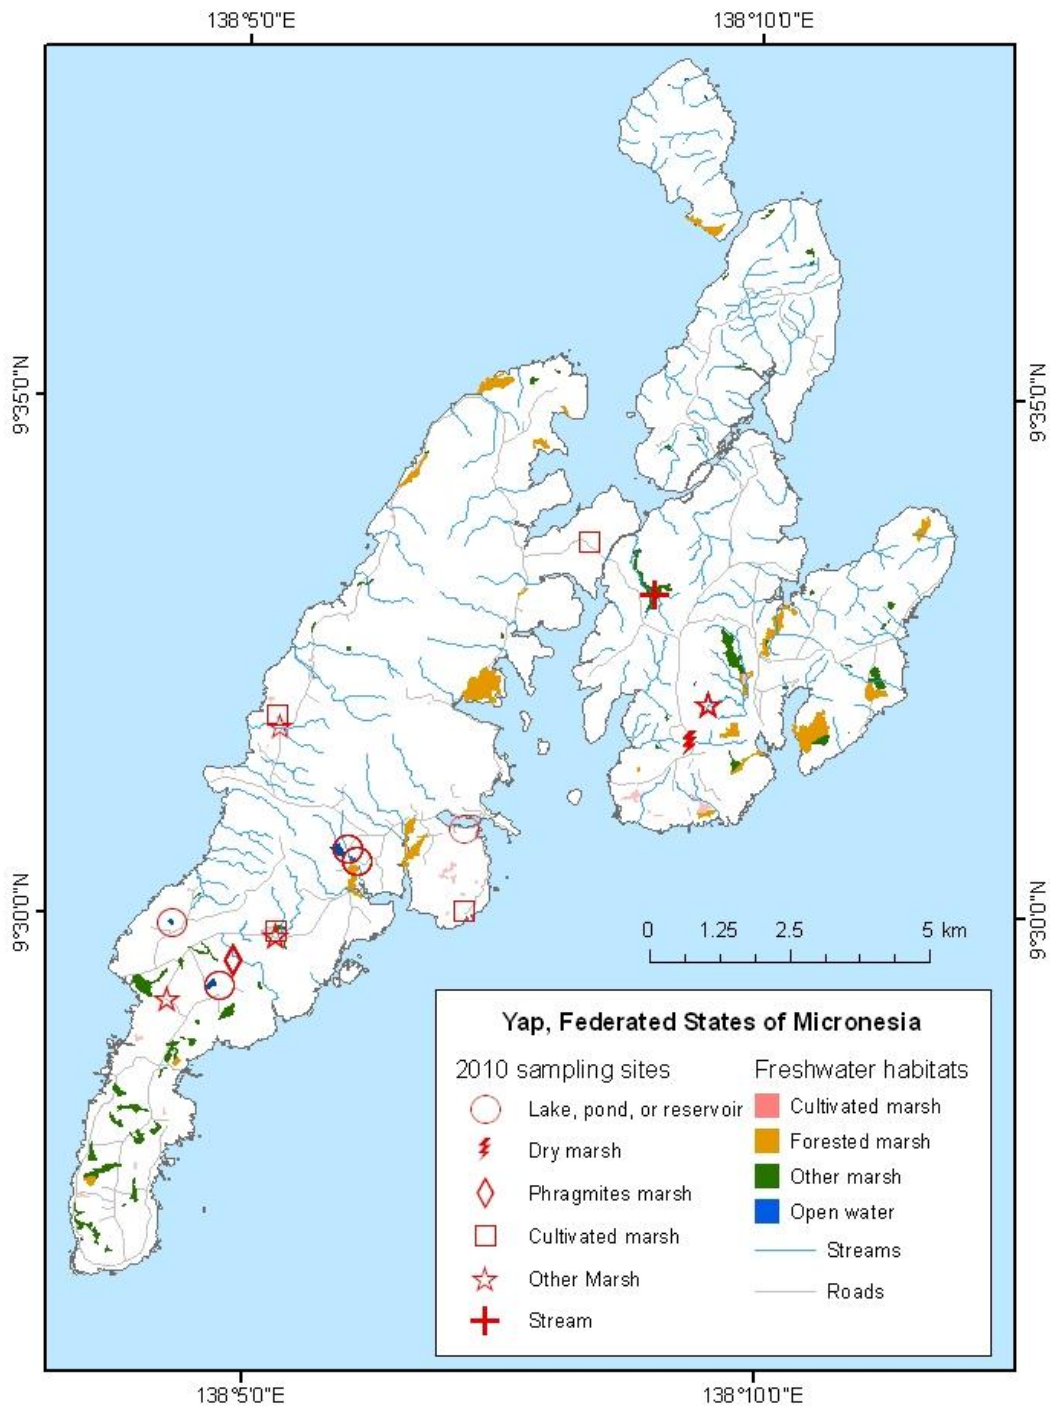 138°5'0"E 138°10'0"E
9°35'0"N 9°35'0"N
9°30'0"N 9°30'0"N
0 1.25 2.5 5 km
Yap, Federated States of Micronesia
2010 sampling sites
Lake, pond, or reservoir
Dry marsh
Phragmites marsh
Cultivated marsh
Other Marsh
Stream
Freshwater habitats
Cultivated marsh
Forested marsh
Other marsh
Open water
Streams
Roads
138°5'0"E 138°10'0"E